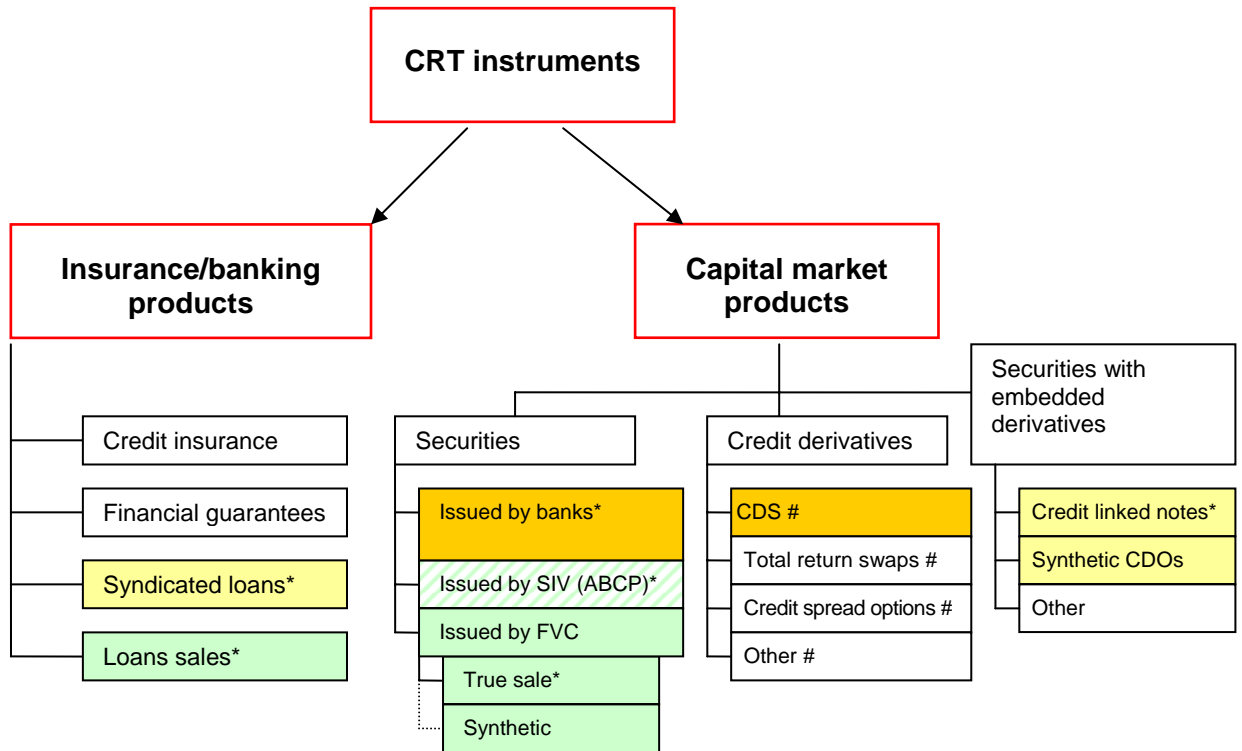 CRT instruments
Insurance/banking
products
Capital market
products
Securities with
embedded
derivatives
Credit insurance
Financial guarantees
Syndicated loans*
Loans sales*
Securities
Issued by banks*
Issued by SIV (ABCP)*
Issued by FVC
True sale*
Synthetic
Credit derivatives
CDS #
Total return swaps #
Credit spread options #
Other #
Credit linked notes*
Synthetic CDOs
Other